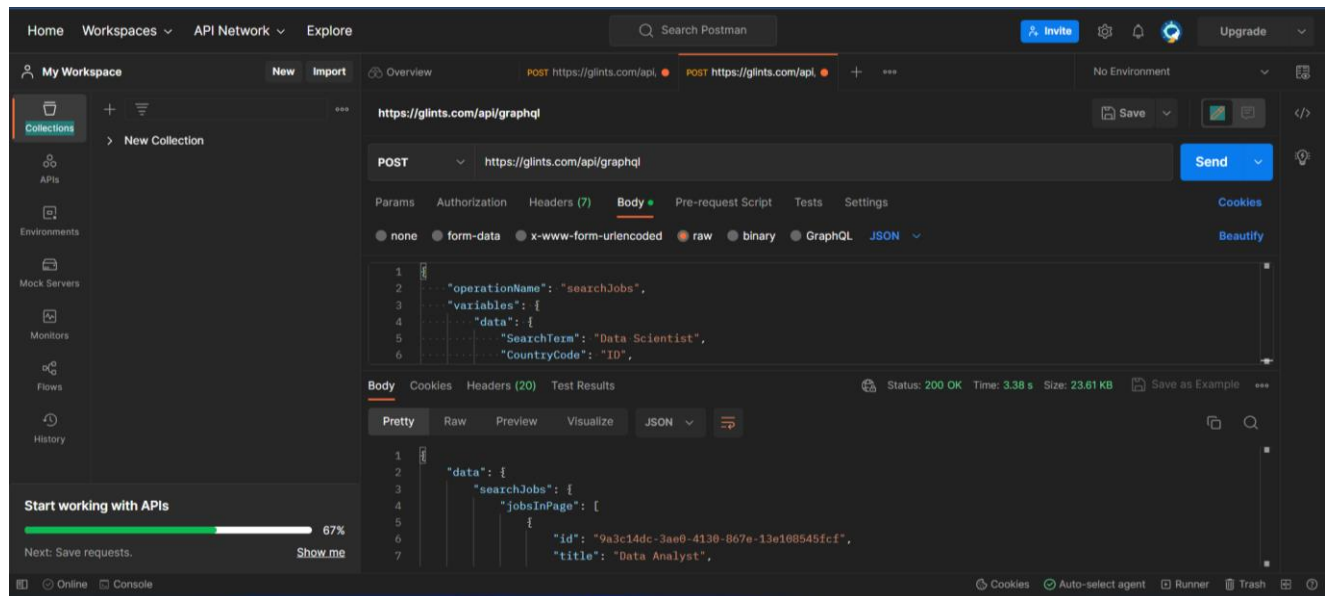 Home Workspaces API Network Explore Search Postman Invite Upgrade
My Workspace New Import Overview POST https://glints.com/api, POST https://glints.com/api, + No Environment
Collections
New Collection
APIs
Environments
Mock Servers
Monitors
Flows
History
https://glints.com/api/graphql Save
POST https://glints.com/api/graphql Send
Params Authorization Headers (7) Body Pre-request Script Tests Settings Cookies
none form-data x-www-form-urlencoded raw binary GraphQL JSON Beautify
1 {
2 "operationName": "searchJobs",
3 "variables": {
4 "data": {
5 "SearchTerm": "Data Scientist",
6 "CountryCode": "ID",
Body Cookies Headers (20) Test Results Status: 200 OK Time: 3.38 s Size: 23.61 KB Save as Example
Pretty Raw Preview Visualize JSON
1 {
2 "data": {
3 "searchJobs": {
4 "jobsInPage": [
5 {
6 "id": "9a3c14dc-3ae0-4130-867e-13e108545fcf",
7 "title": "Data Analyst",
Start working with APIs
67%
Next: Save requests. Show me
Online Console Cookies Auto-select agent Runner Trash